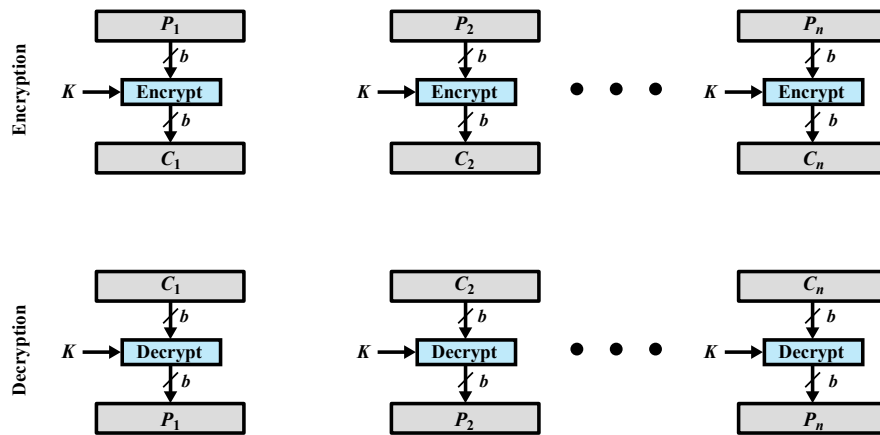 Encryption
P1 P2 Pn
b b b
K Encrypt K Encrypt K Encrypt
b b b
C1 C2 Cn
Decryption
C1 C2 Cn
b b b
K Decrypt K Decrypt K Decrypt
b b b
P1 P2 Pn